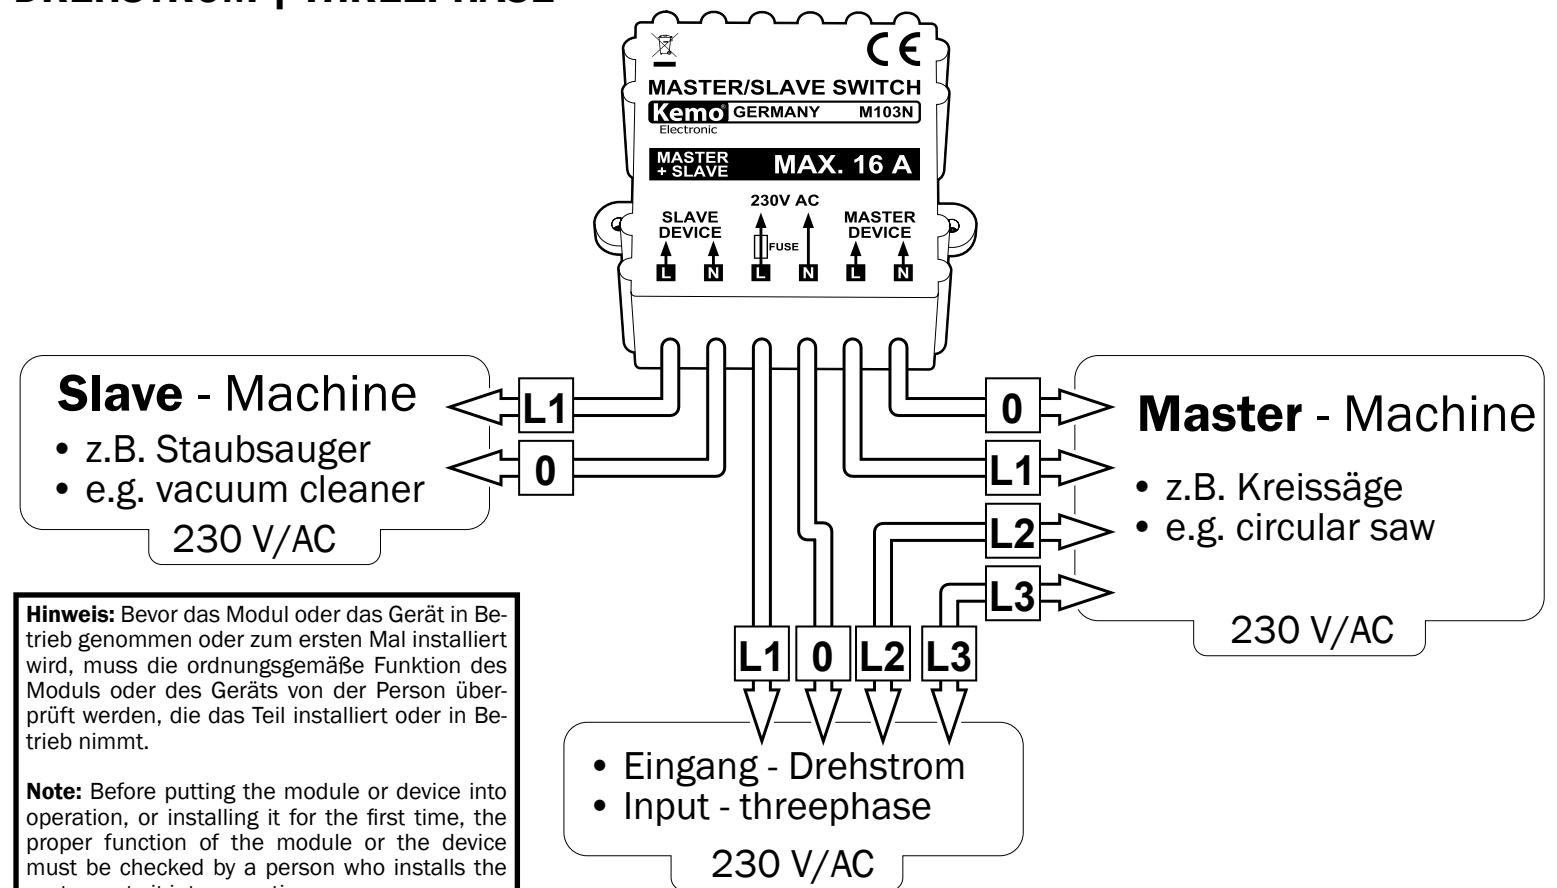 DREHSTROM | THREEPHASE
MASTER/SLAVE SWITCH
Kemo® GERMANY M103N
Electronic
MASTER
+ SLAVE
MAX. 16 A
230V AC
SLAVE
DEVICE
FUSE
MASTER
DEVICE
L N L N L N
Slave - Machine
• z.B. Staubsauger
• e.g. vacuum cleaner
230 V/AC
L1
0
0
L1
L2
L3
Master - Machine
• z.B. Kreissäge
• e.g. circular saw
230 V/AC
Hinweis: Bevor das Modul oder das Gerät in Be-
trieb genommen oder zum ersten Mal installiert
wird, muss die ordnungsgemäße Funktion des
Moduls oder des Geräts von der Person über-
prüft werden, die das Teil installiert oder in Be-
trieb nimmt.
Note: Before putting the module or device into
operation, or installing it for the first time, the
proper function of the module or the device
must be checked by a person who installs the
L1 0 L2 L3
• Eingang - Drehstrom
• Input - threephase
230 V/AC